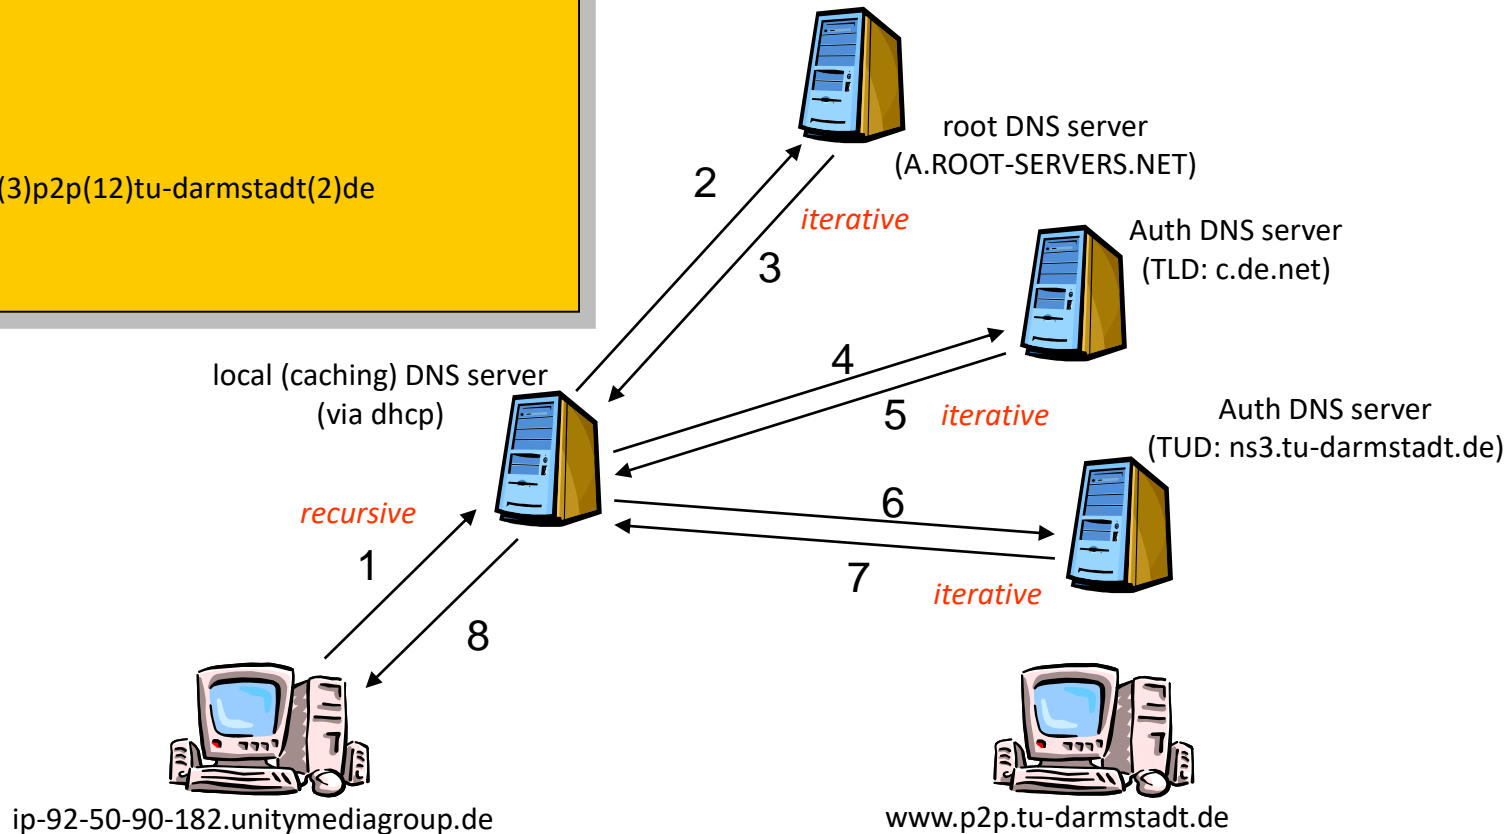 root DNS server
(A.ROOT-SERVERS.NET)
(3)p2p(12)tu-darmstadt(2)de
2
iterative
3
Auth DNS server
(TLD: c.de.net)
local (caching) DNS server
(via dhcp)
4
5
iterative
Auth DNS server
(TUD: ns3.tu-darmstadt.de)
recursive
1
6
7
iterative
8
ip-92-50-90-182.unitymediagroup.de
www.p2p.tu-darmstadt.de